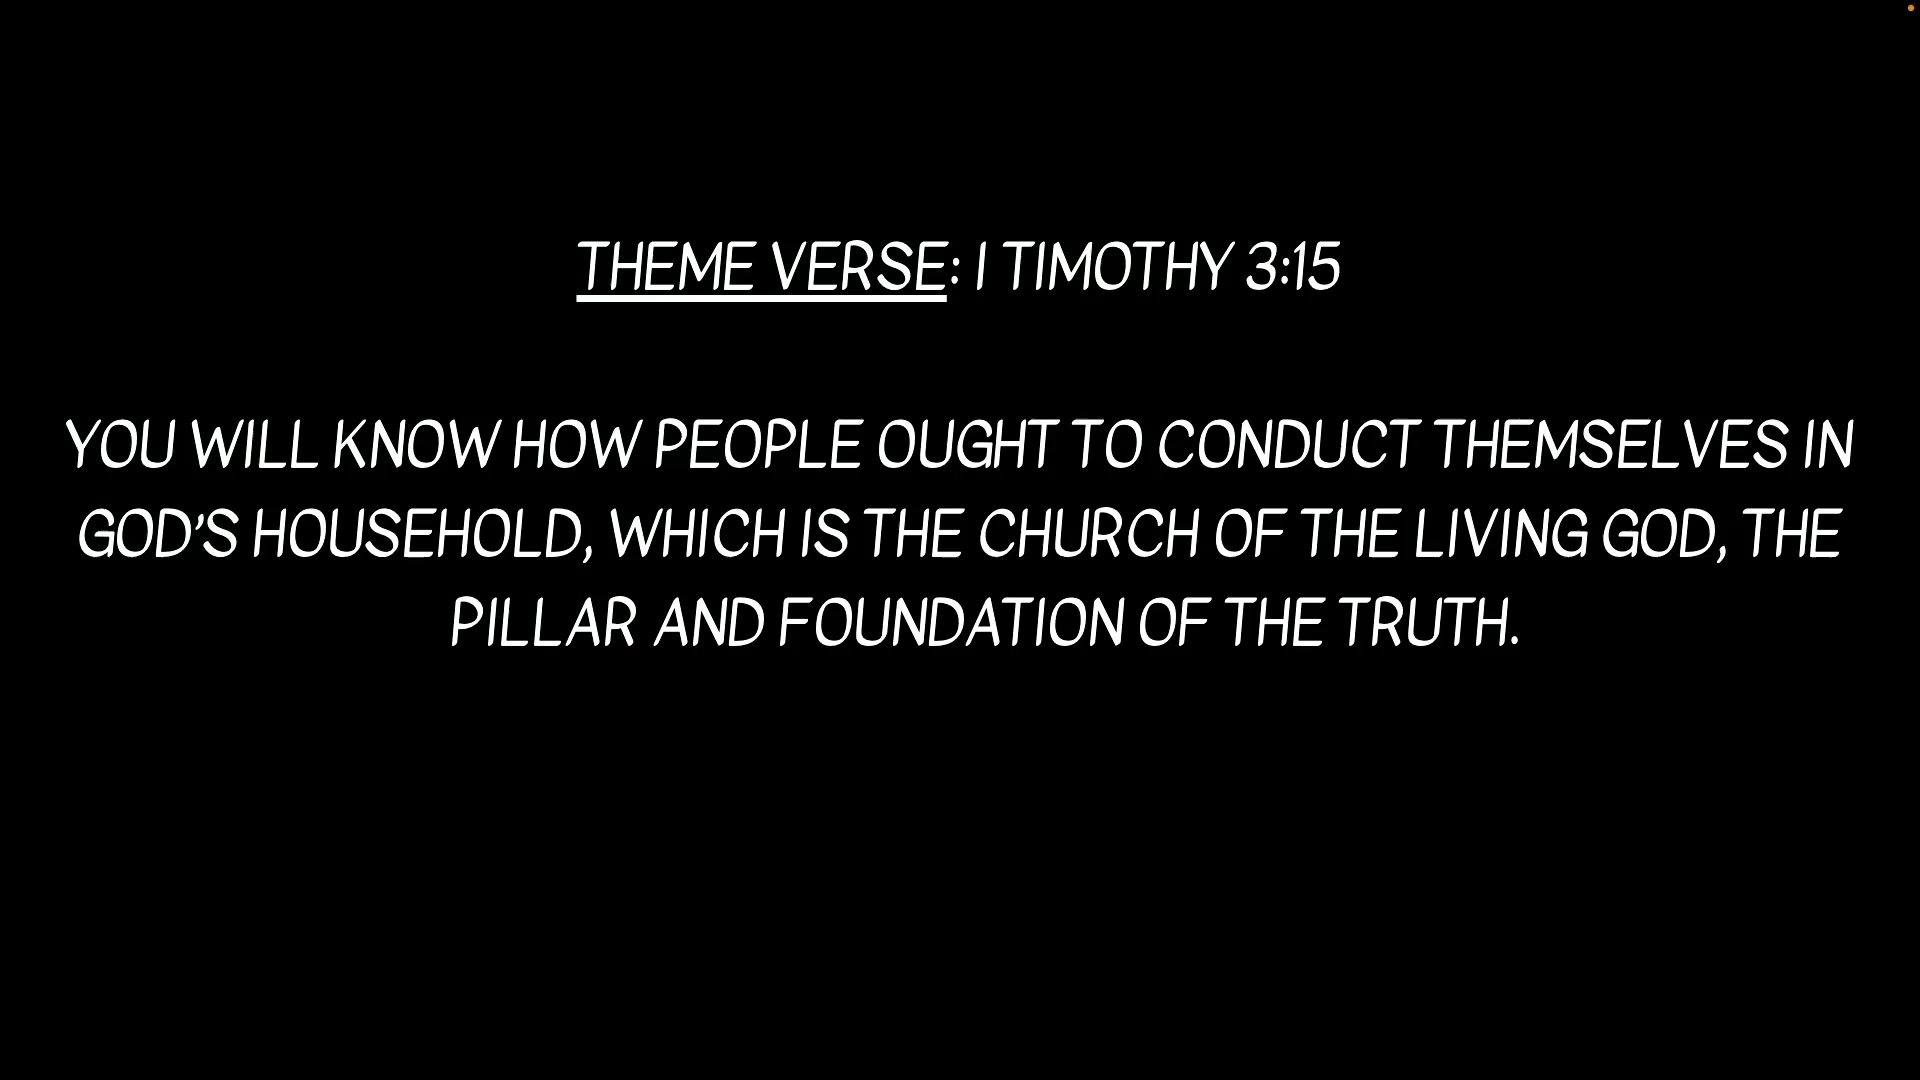 THEME VERSE: I TIMOTHY 3:15
YOU WILL KNOW HOW PEOPLE OUGHT TO CONDUCT THEMSELVES IN
GOD’S HOUSEHOLD, WHICH IS THE CHURCH OF THE LIVING GOD, THE
PILLAR AND FOUNDATION OF THE TRUTH.